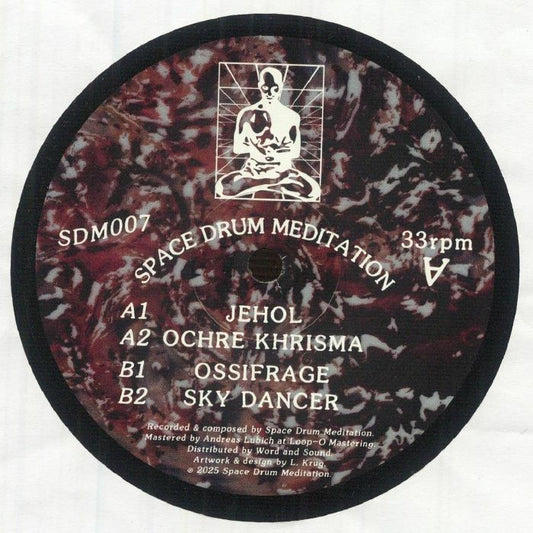 SDM007
SPACE DRUM MEDITATION
33rpm
A
A1 JEHOL
A2 OCHRE KHRISMA
B1 OSSIFRAGE
B2 SKY DANCER
Recorded & composed by Space Drum Meditation.
Mastered by Andreas Lubich at Loop-O Mastering.
Distributed by Word and Sound.
Artwork & design by L. Krug.
℗ 2025 Space Drum Meditation.